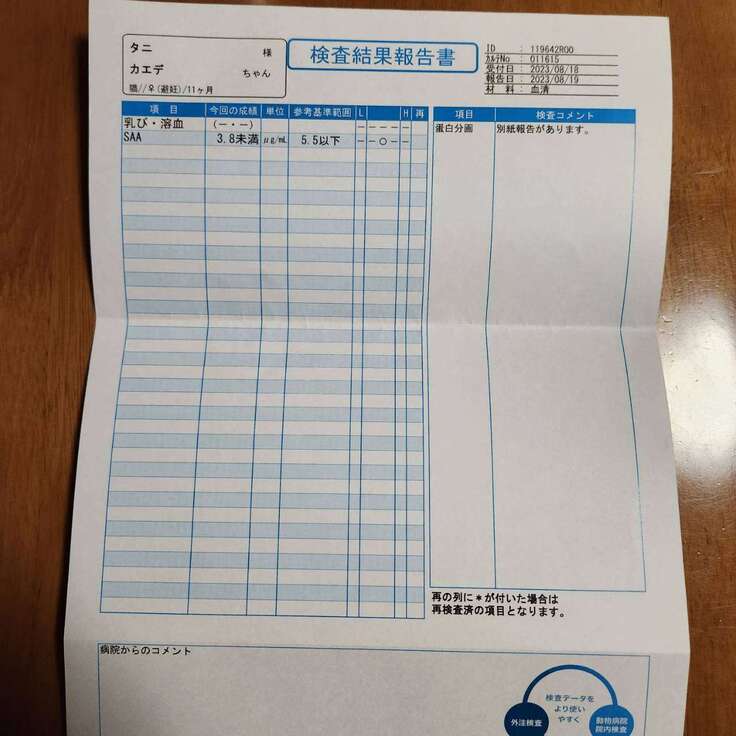 タニ 様
カエデ ちゃん
猫//♀(避妊)/11ヶ月
検査結果報告書
ID : 119642R00
ｶﾙﾃNo : 011615
受付日 : 2023/08/18
報告日 : 2023/08/19
材 料 : 血清
項 目 今回の成績 単位 参考基準範囲 L H 再
乳び・溶血 (－・－) －－－－－
SAA 3.8未満 μg/mL 5.5以下 －－○－－
項目 検査コメント
蛋白分画 別紙報告があります。
再の列に＊が付いた場合は
再検査済の項目となります。
病院からのコメント
検査データを
より使い
やすく
外注検査
動物病院
院内検査